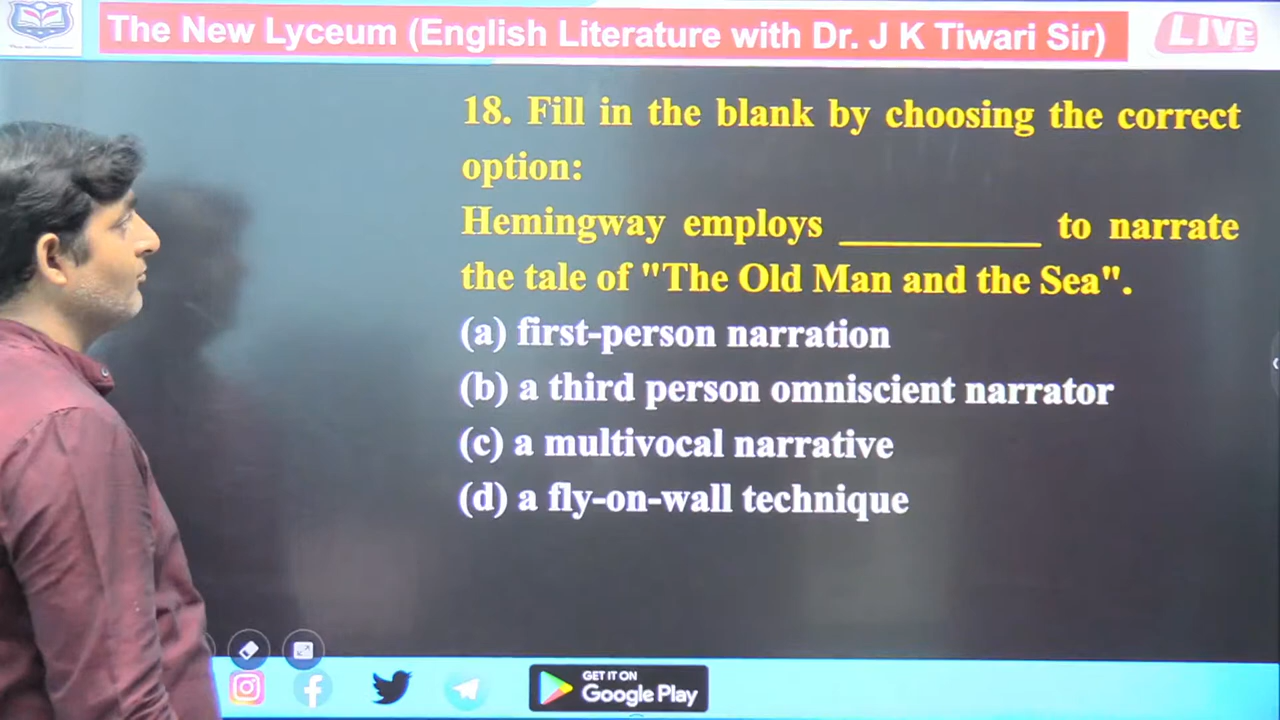 The New Lyceum (English Literature with Dr. J K Tiwari Sir)
LIVE
18. Fill in the blank by choosing the correct
option:
Hemingway employs __________ to narrate
the tale of "The Old Man and the Sea".
(a) first-person narration
(b) a third person omniscient narrator
(c) a multivocal narrative
(d) a fly-on-wall technique
GET IT ON
Google Play